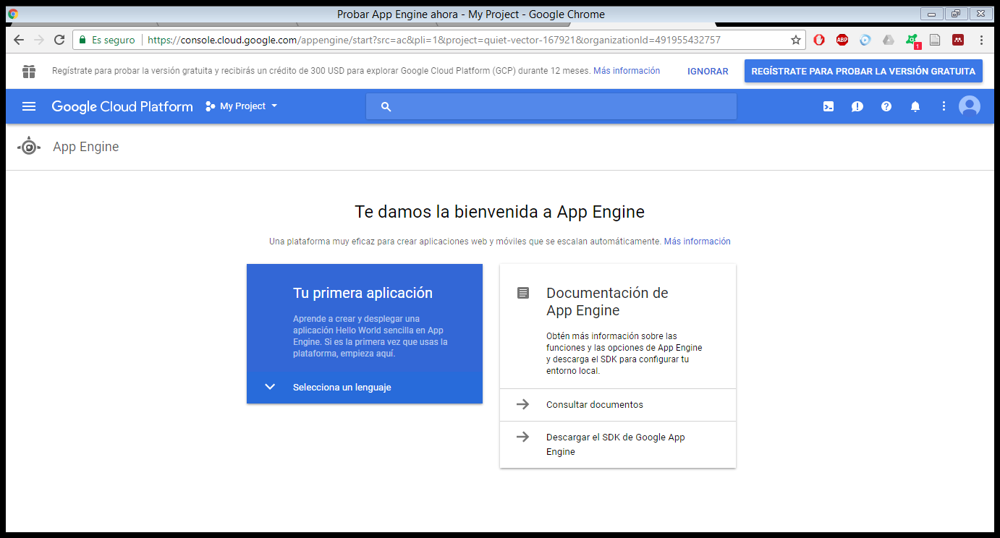 Probar App Engine ahora - My Project - Google Chrome
Es seguro https://console.cloud.google.com/appengine/start?src=ac&pli=1&project=quiet-vector-167921&organizationId=491955432757
ABP
1
Regístrate para probar la versión gratuita y recibirás un crédito de 300 USD para explorar Google Cloud Platform (GCP) durante 12 meses. Más información IGNORAR REGÍSTRATE PARA PROBAR LA VERSIÓN GRATUITA
Google Cloud Platform My Project
App Engine
Te damos la bienvenida a App Engine
Una plataforma muy eficaz para crear aplicaciones web y móviles que se escalan automáticamente. Más información
Tu primera aplicación
Aprende a crear y desplegar una
aplicación Hello World sencilla en App
Engine. Si es la primera vez que usas la
plataforma, empieza aquí.
Selecciona un lenguaje
Documentación de
App Engine
Obtén más información sobre las
funciones y las opciones de App Engine
y descarga el SDK para configurar tu
entorno local.
Consultar documentos
Descargar el SDK de Google App
Engine